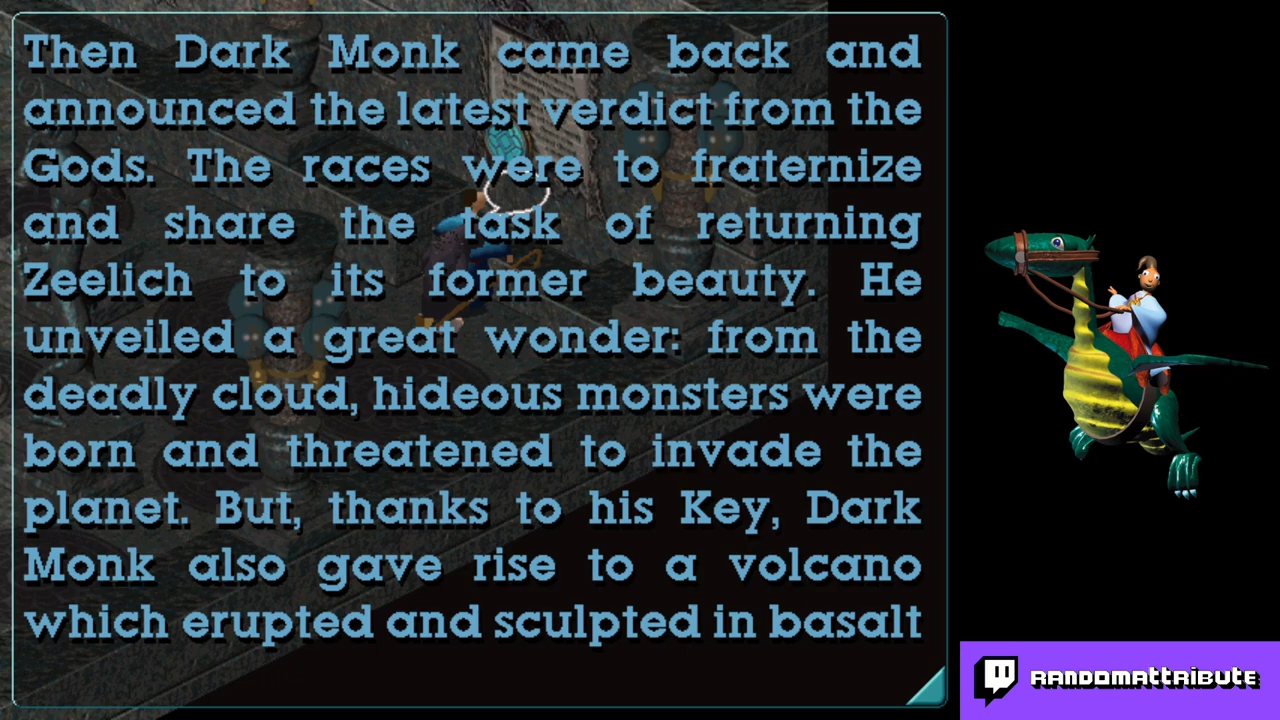 Then Dark Monk came back and
announced the latest verdict from the
Gods. The races were to fraternize
and share the task of returning
Zeelich to its former beauty. He
unveiled a great wonder: from the
deadly cloud, hideous monsters were
born and threatened to invade the
planet. But, thanks to his Key, Dark
Monk also gave rise to a volcano
which erupted and sculpted in basalt
RANDOMATTRIBUTE